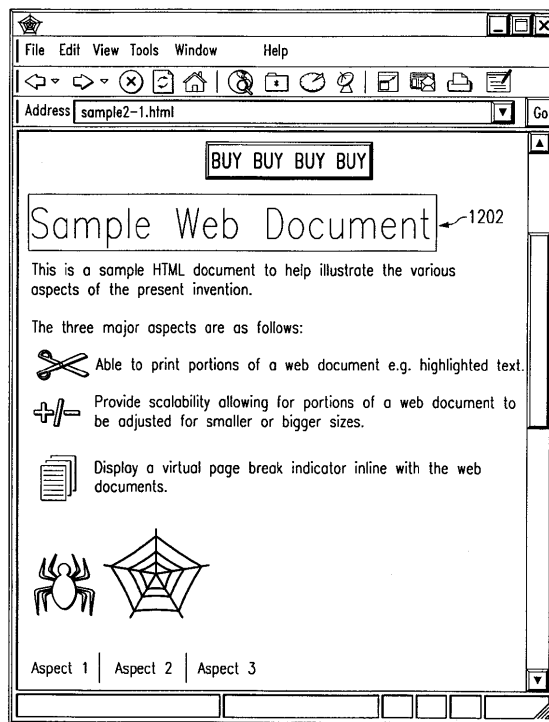 File Edit View Tools Window Help
Address sample2-1.html Go
BUY BUY BUY BUY
Sample Web Document 1202
This is a sample HTML document to help illustrate the various
aspects of the present invention.
The three major aspects are as follows:
Able to print portions of a web document e.g. highlighted text.
Provide scalability allowing for portions of a web document to
be adjusted for smaller or bigger sizes.
Display a virtual page break indicator inline with the web
documents.
Aspect 1 Aspect 2 Aspect 3